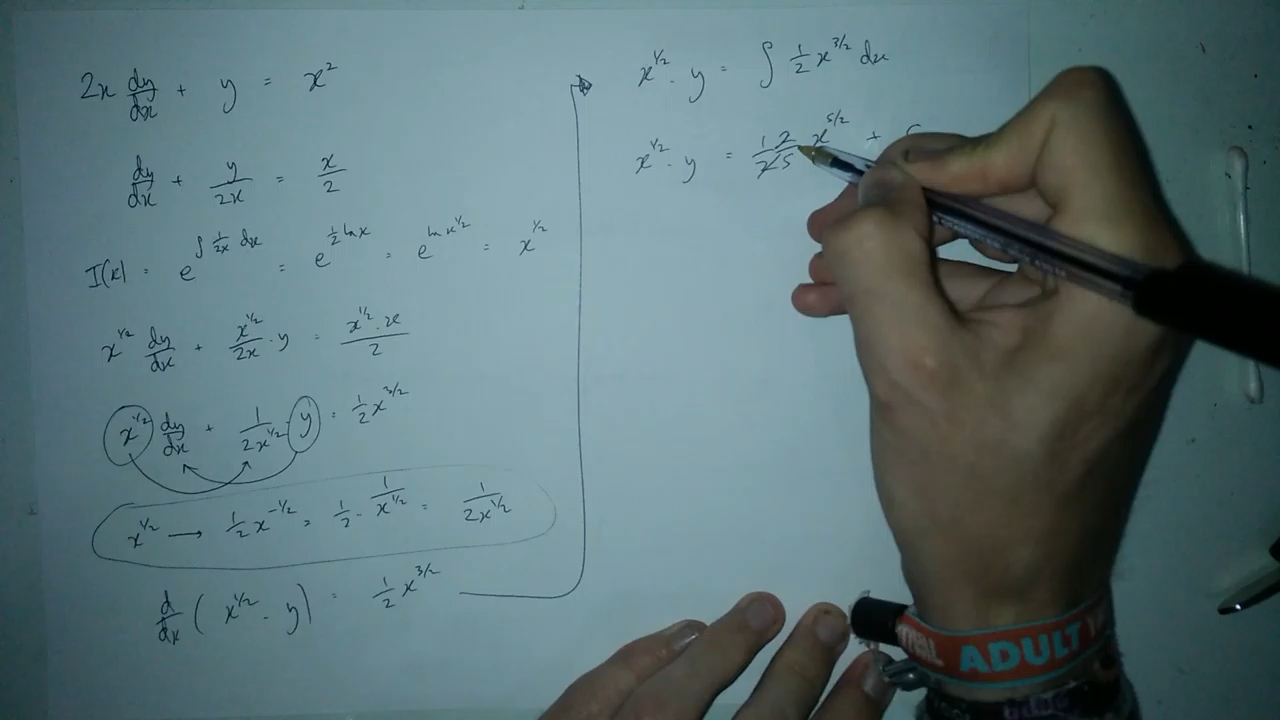 2x dy/dx + y = x^2
dy/dx + y/2x = x/2
I(x) = e^∫ 1/2x dx = e^1/2 ln x = e^ln x^1/2 = x^1/2
x^1/2 dy/dx + x^1/2/2x · y = x^1/2 · x/2
x^1/2 dy/dx + 1/2x^1/2 y = 1/2 x^3/2
x^1/2 → 1/2 x^-1/2 = 1/2 · 1/x^1/2 = 1/2x^1/2
d/dx ( x^1/2 · y ) = 1/2 x^3/2
x^1/2 · y = ∫ 1/2 x^3/2 dx
x^1/2 · y = 1/2 2/5 x^5/2 +
ADULT